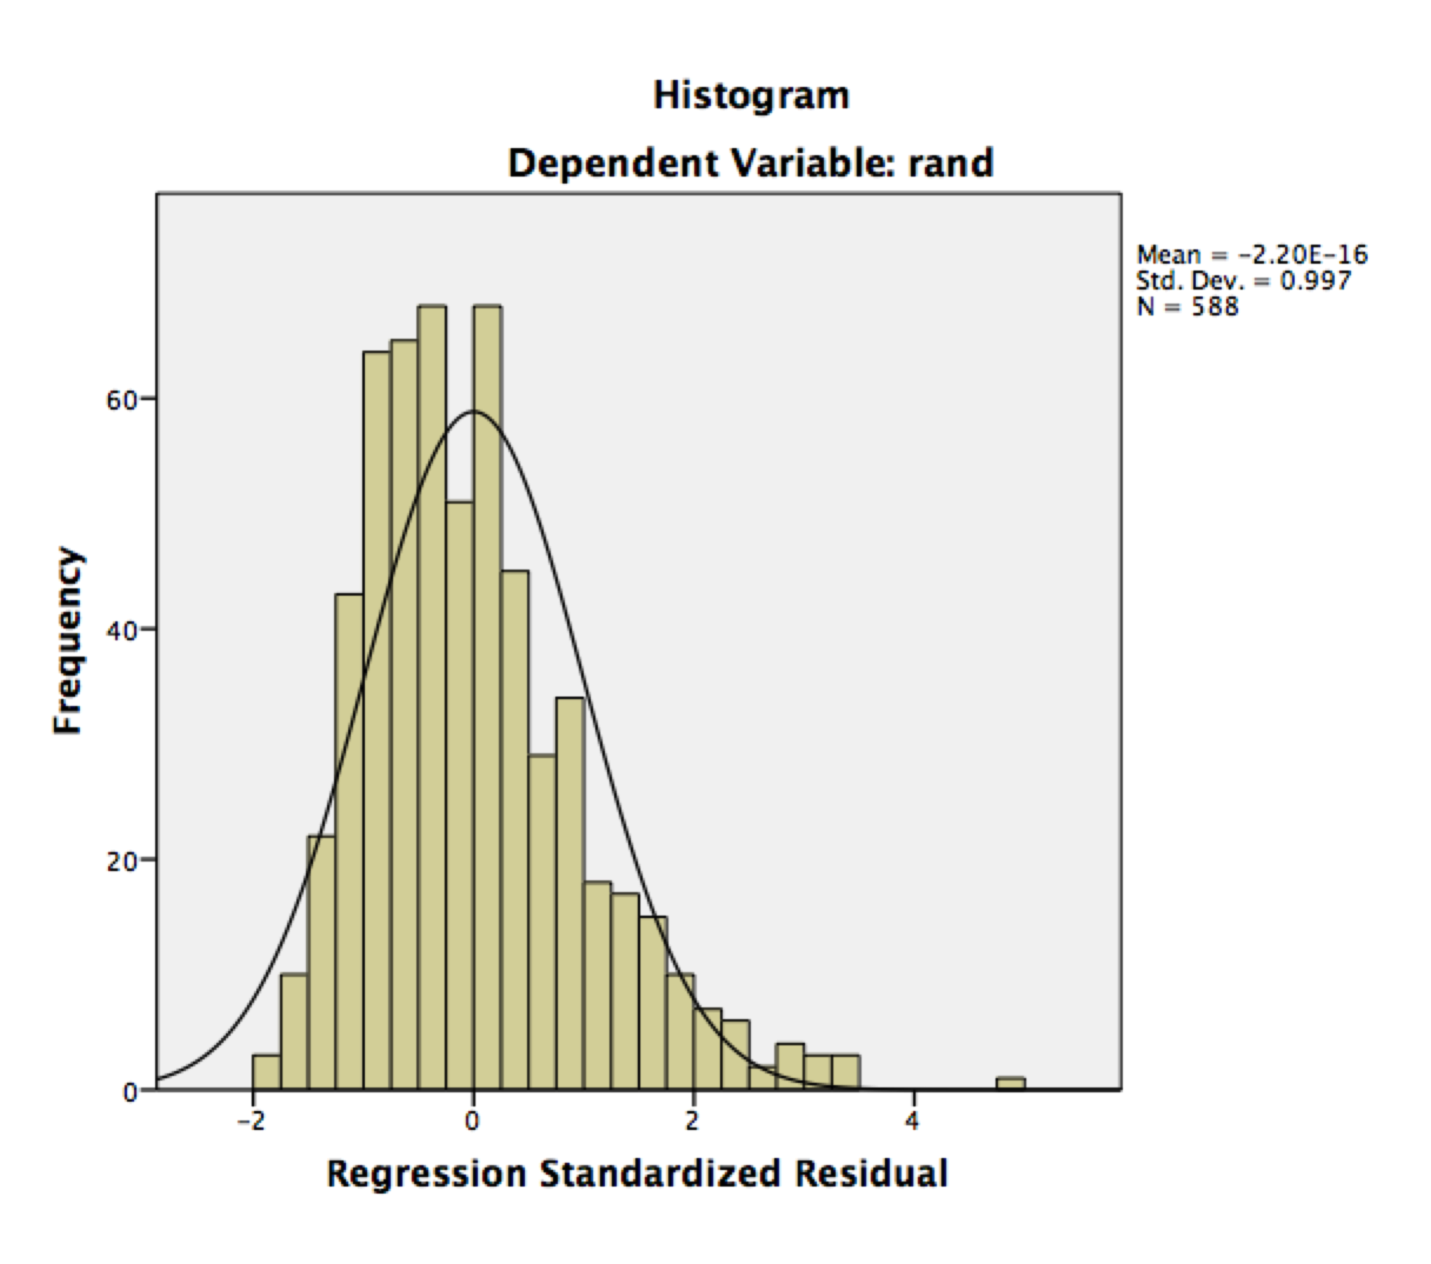 Histogram
Dependent Variable: rand
Mean = -2.20E-16
Std. Dev. = 0.997
N = 588
Frequency
60
40
20
0
-2 0 2 4
Regression Standardized Residual